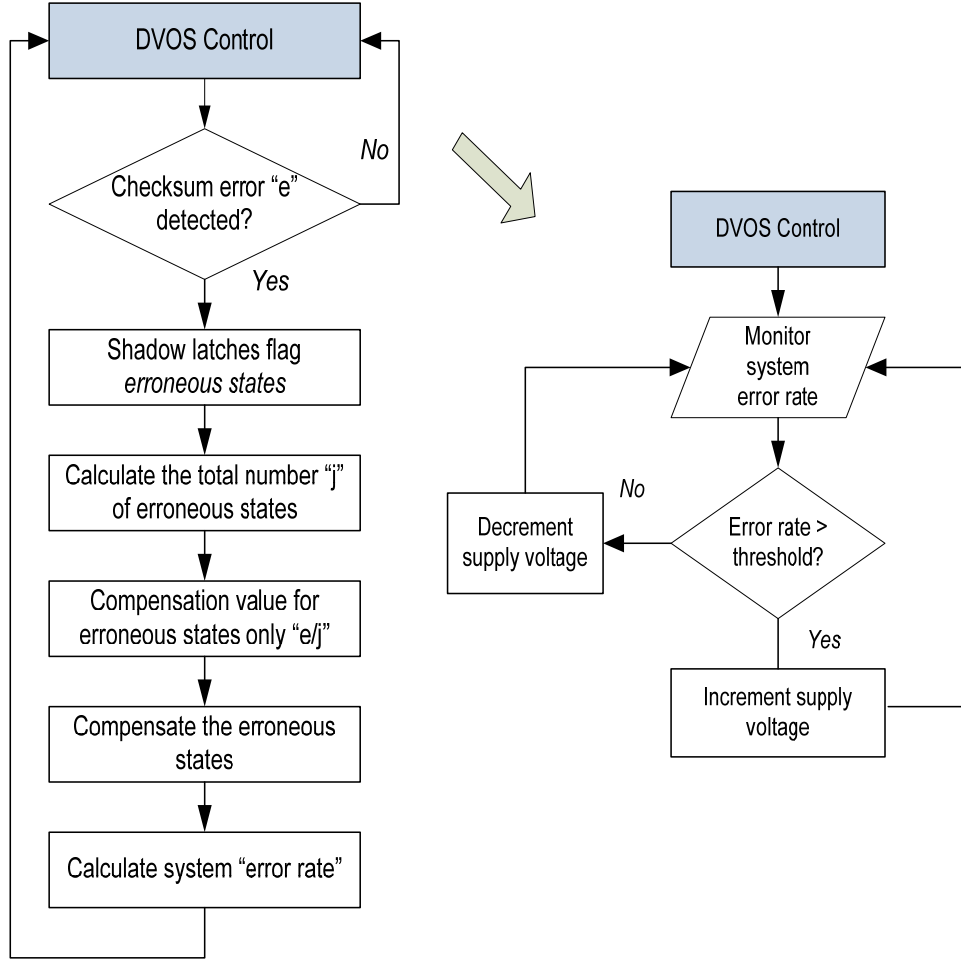 DVOS Control
No
Checksum error “e”
detected?
Yes
Shadow latches flag
erroneous states
Calculate the total number “j”
of erroneous states
Compensation value for
erroneous states only “e/j”
Compensate the erroneous
states
Calculate system “error rate”
DVOS Control
Monitor
system
error rate
No
Error rate >
threshold?
Decrement
supply voltage
Yes
Increment supply
voltage